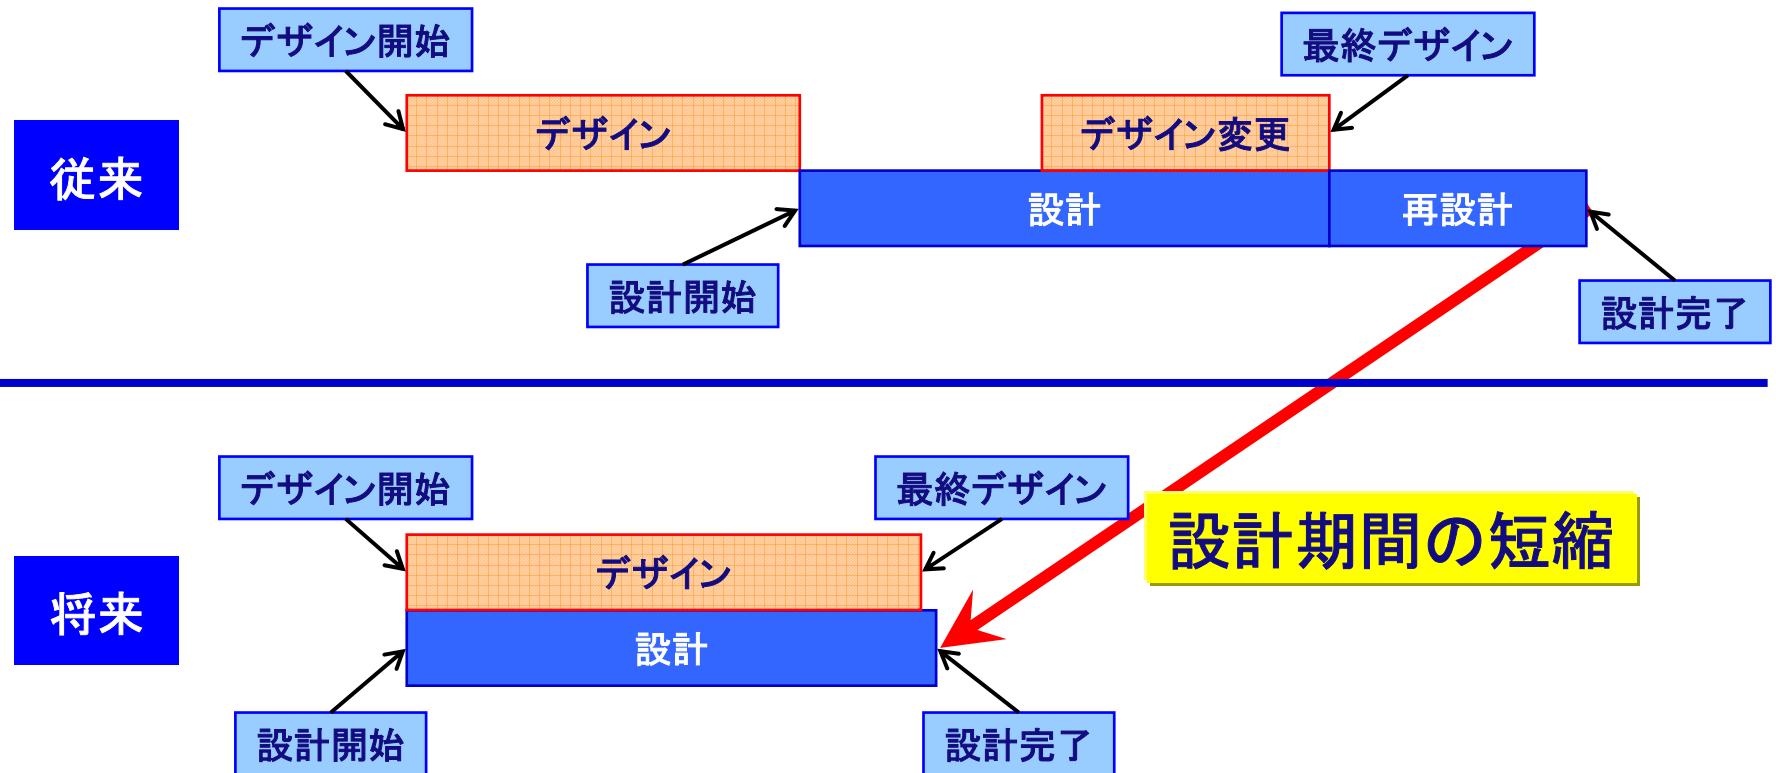 デザイン開始
最終デザイン
デザイン
デザイン変更
従来
設計
再設計
設計開始
設計完了
デザイン開始
最終デザイン
設計期間の短縮
デザイン
将来
設計
設計開始
設計完了